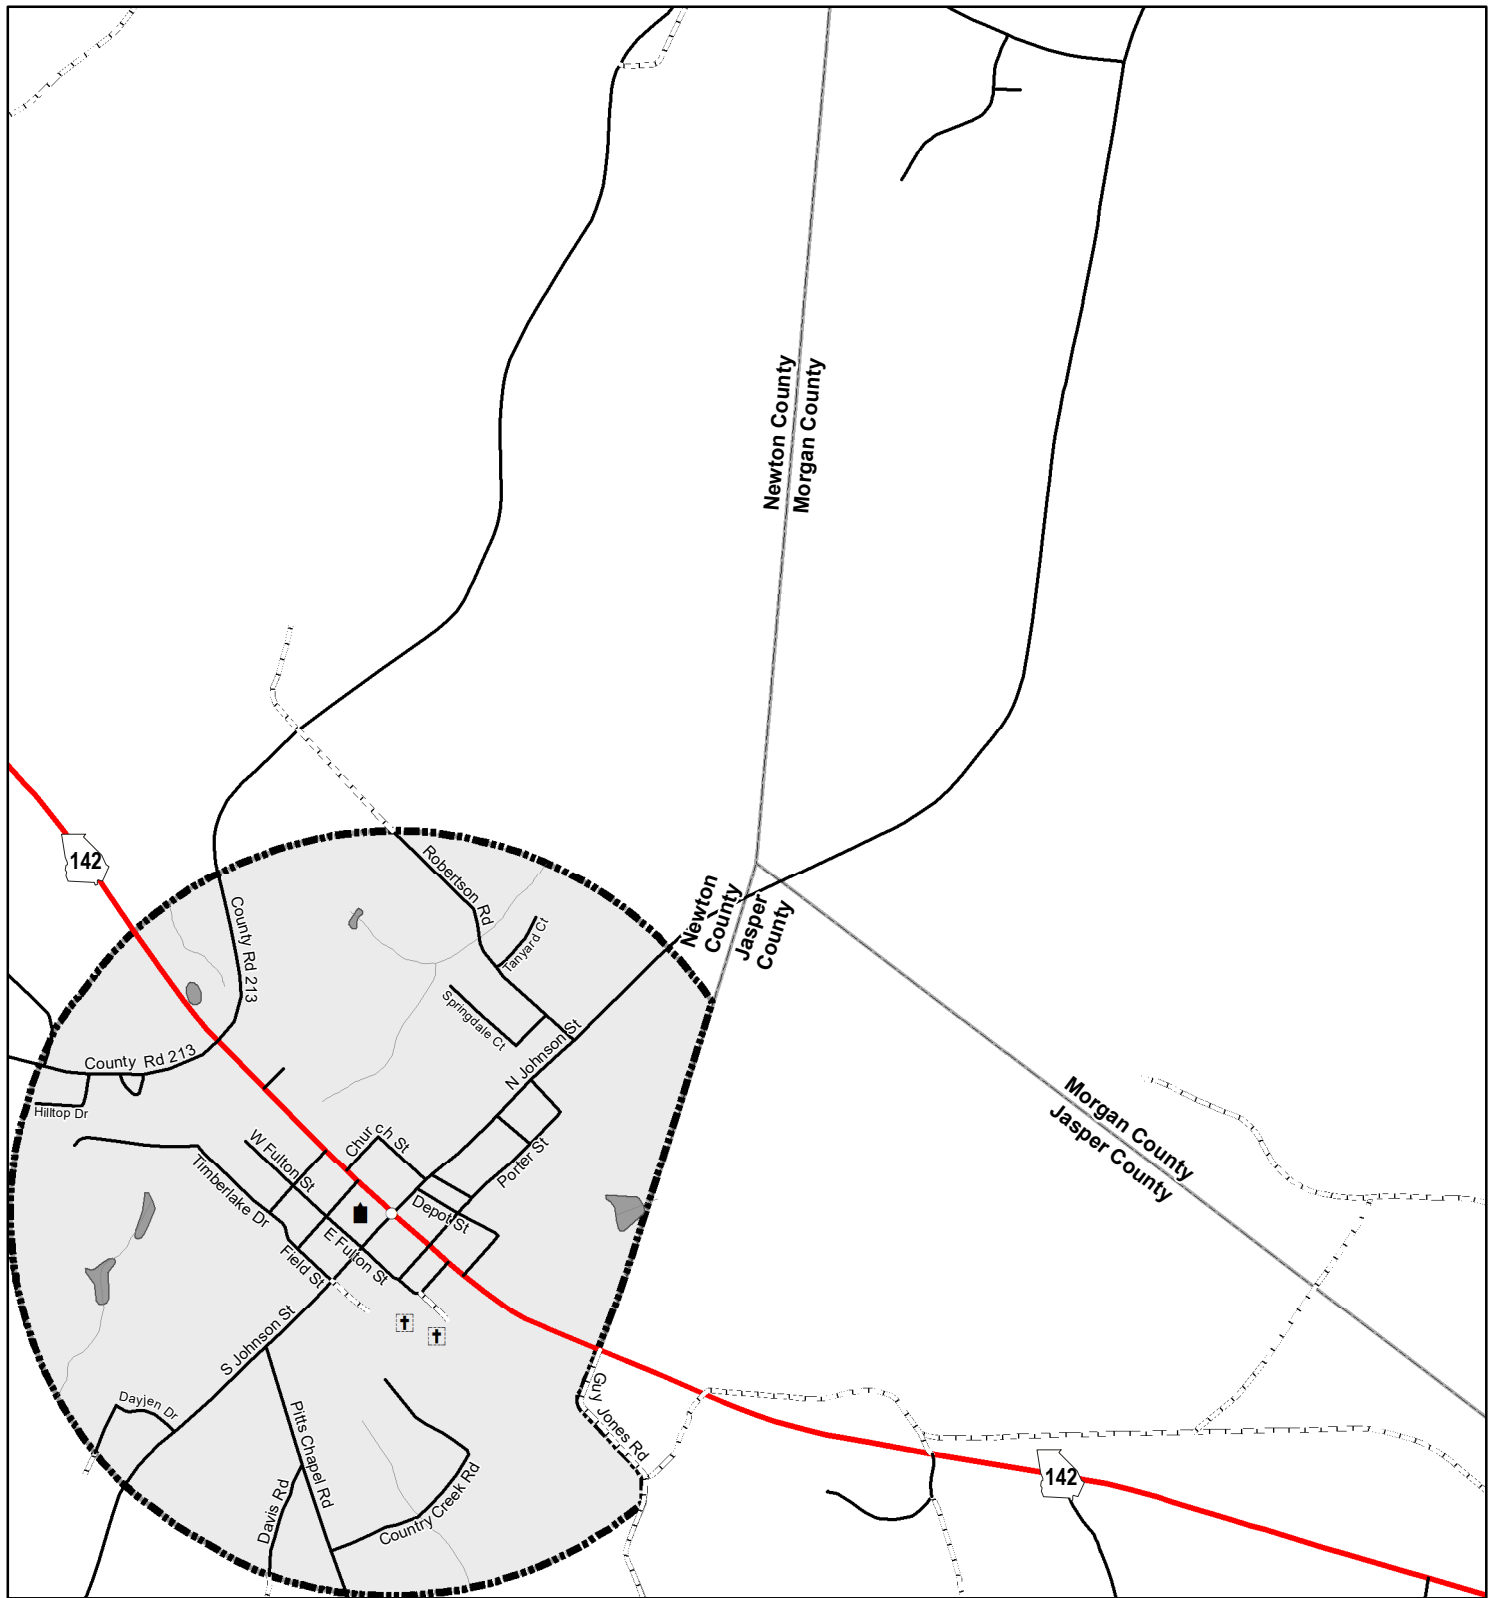 Newton County
Morgan County
142
Robertson Rd
County Rd 213
Newton
County
Jasper
County
Tanyard Ct
Springdale Ct
N Johnson St
County Rd 213
Hilltop Dr
Morgan County
Jasper County
Church St
W Fulton St
Porter St
Timberlake Dr
Depot St
E Fulton St
Field St
S Johnson St
Guy Jones Rd
Dayjen Dr
Pitts Chapel Rd
142
Davis Rd
Country Creek Rd